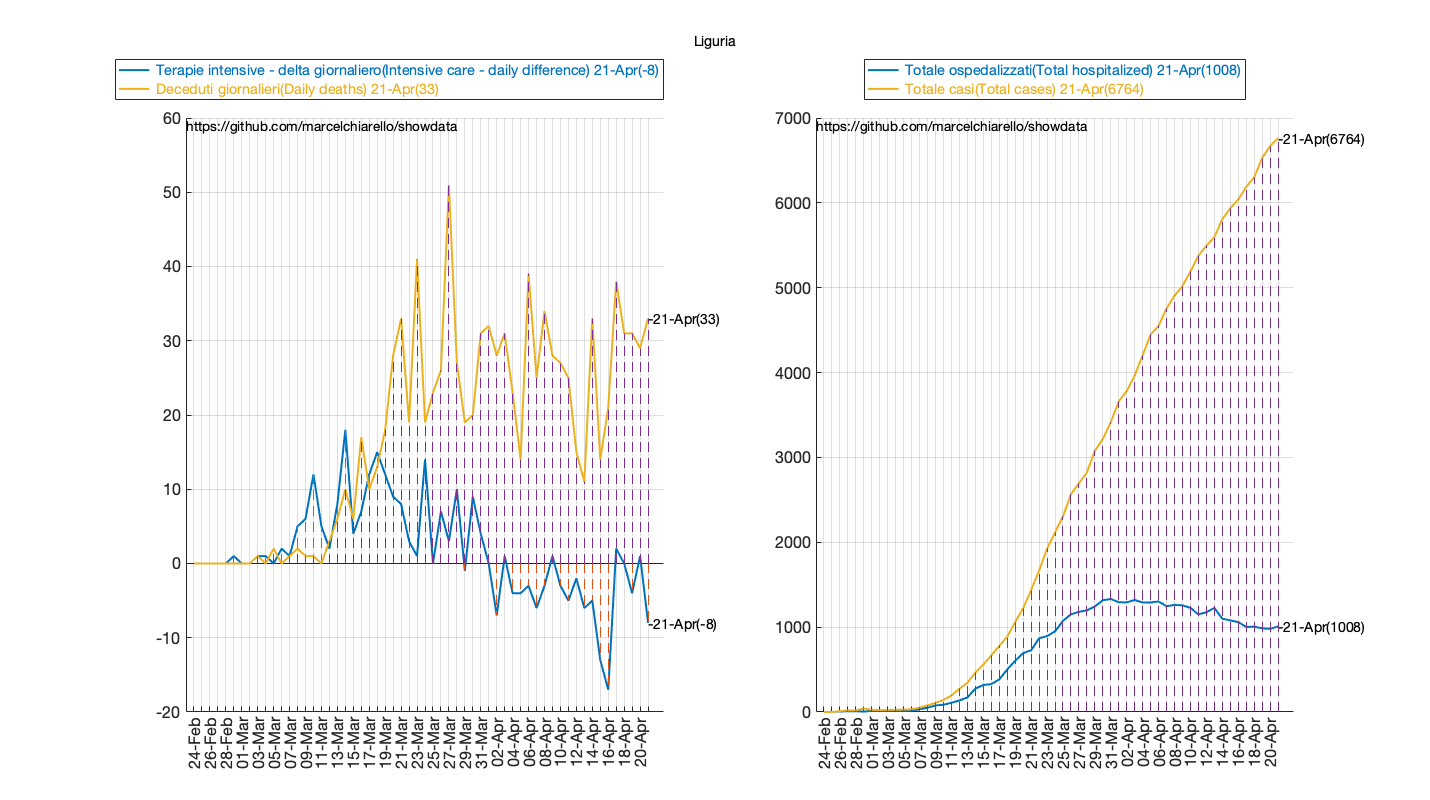 Liguria
Terapie intensive - delta giornaliero(Intensive care - daily difference) 21-Apr(-8)
Deceduti giornalieri(Daily deaths) 21-Apr(33)
https://github.com/marcelchiarello/showdata
60
50
40
30
20
10
0
-10
-20
-21-Apr(33)
-21-Apr(-8)
24-Feb
26-Feb
28-Feb
01-Mar
03-Mar
05-Mar
07-Mar
09-Mar
11-Mar
13-Mar
15-Mar
17-Mar
19-Mar
21-Mar
23-Mar
25-Mar
27-Mar
29-Mar
31-Mar
02-Apr
04-Apr
06-Apr
08-Apr
10-Apr
12-Apr
14-Apr
16-Apr
18-Apr
20-Apr
Totale ospedalizzati(Total hospitalized) 21-Apr(1008)
Totale casi(Total cases) 21-Apr(6764)
https://github.com/marcelchiarello/showdata
7000
6000
5000
4000
3000
2000
1000
0
-21-Apr(6764)
-21-Apr(1008)
24-Feb
26-Feb
28-Feb
01-Mar
03-Mar
05-Mar
07-Mar
09-Mar
11-Mar
13-Mar
15-Mar
17-Mar
19-Mar
21-Mar
23-Mar
25-Mar
27-Mar
29-Mar
31-Mar
02-Apr
04-Apr
06-Apr
08-Apr
10-Apr
12-Apr
14-Apr
16-Apr
18-Apr
20-Apr